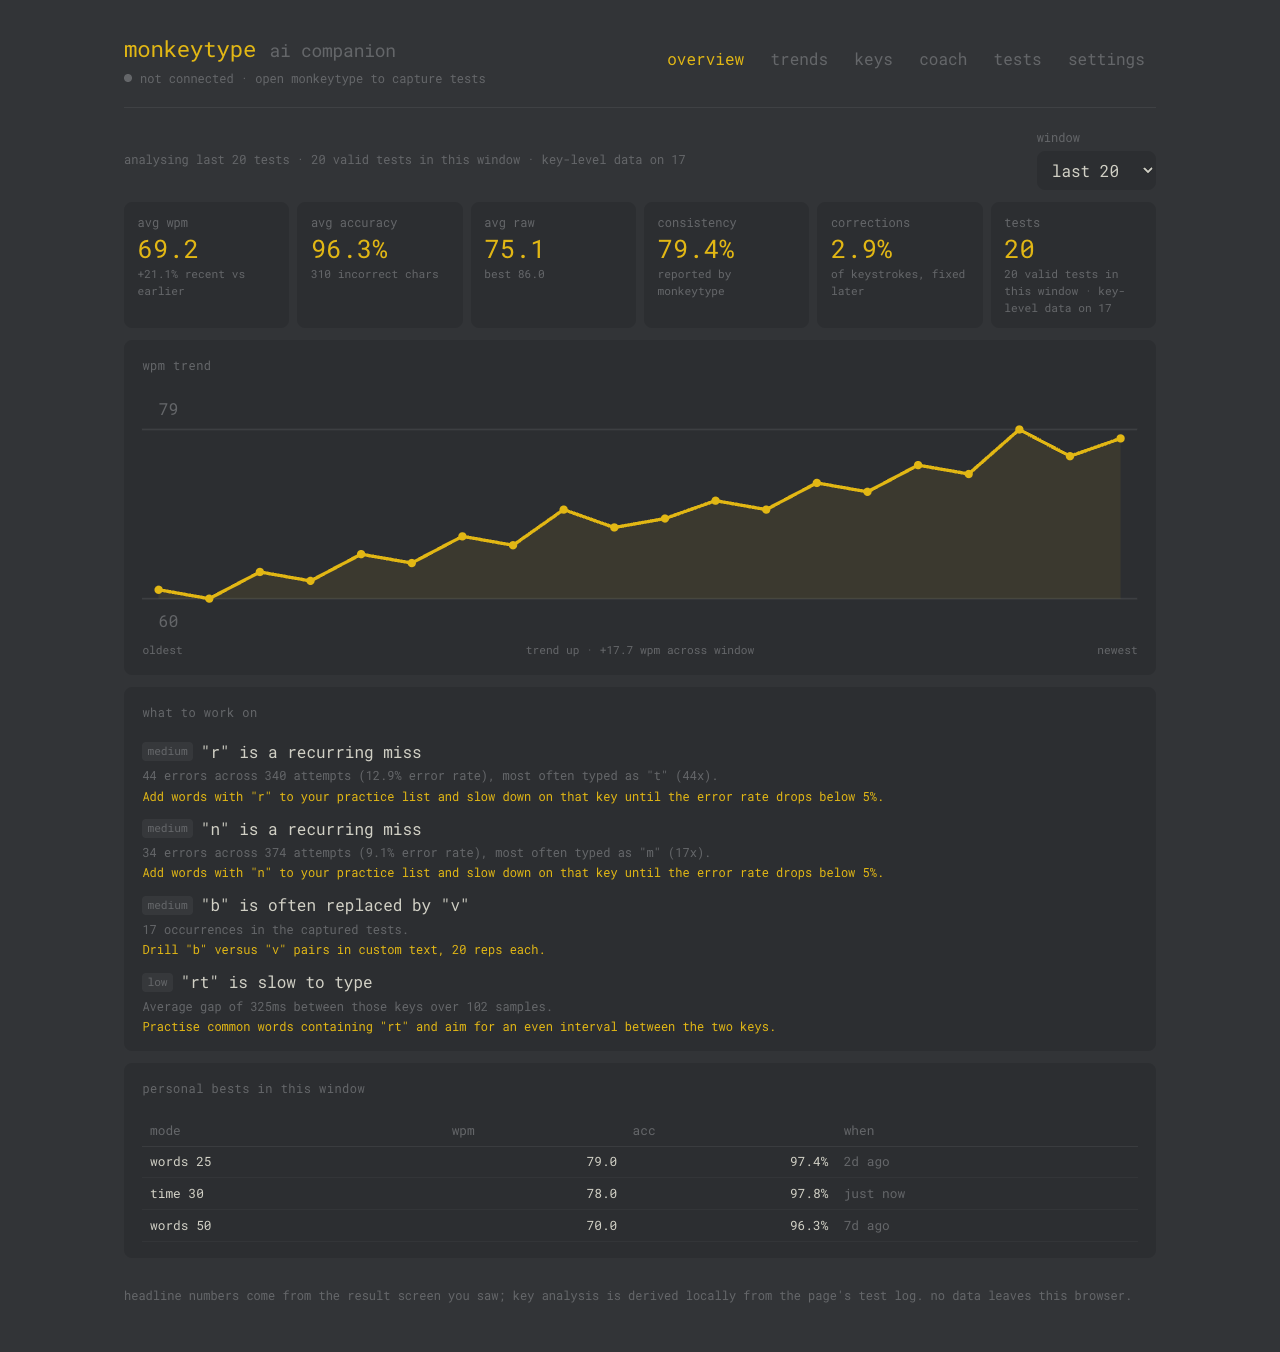 monkeytype ai companion
not connected · open monkeytype to capture tests
overview trends keys coach tests settings
analysing last 20 tests · 20 valid tests in this window · key-level data on 17
window
last 20
avg wpm
69.2
+21.1% recent vs
earlier
avg accuracy
96.3%
310 incorrect chars
avg raw
75.1
best 86.0
consistency
79.4%
reported by
monkeytype
corrections
2.9%
of keystrokes, fixed
later
tests
20
20 valid tests in
this window · key-
level data on 17
wpm trend
79
60
oldest trend up · +17.7 wpm across window newest
what to work on
medium "r" is a recurring miss
44 errors across 340 attempts (12.9% error rate), most often typed as "t" (44x).
Add words with "r" to your practice list and slow down on that key until the error rate drops below 5%.
medium "n" is a recurring miss
34 errors across 374 attempts (9.1% error rate), most often typed as "m" (17x).
Add words with "n" to your practice list and slow down on that key until the error rate drops below 5%.
medium "b" is often replaced by "v"
17 occurrences in the captured tests.
Drill "b" versus "v" pairs in custom text, 20 reps each.
low "rt" is slow to type
Average gap of 325ms between those keys over 102 samples.
Practise common words containing "rt" and aim for an even interval between the two keys.
personal bests in this window
mode wpm acc when
words 25 79.0 97.4% 2d ago
time 30 78.0 97.8% just now
words 50 70.0 96.3% 7d ago
headline numbers come from the result screen you saw; key analysis is derived locally from the page's test log. no data leaves this browser.